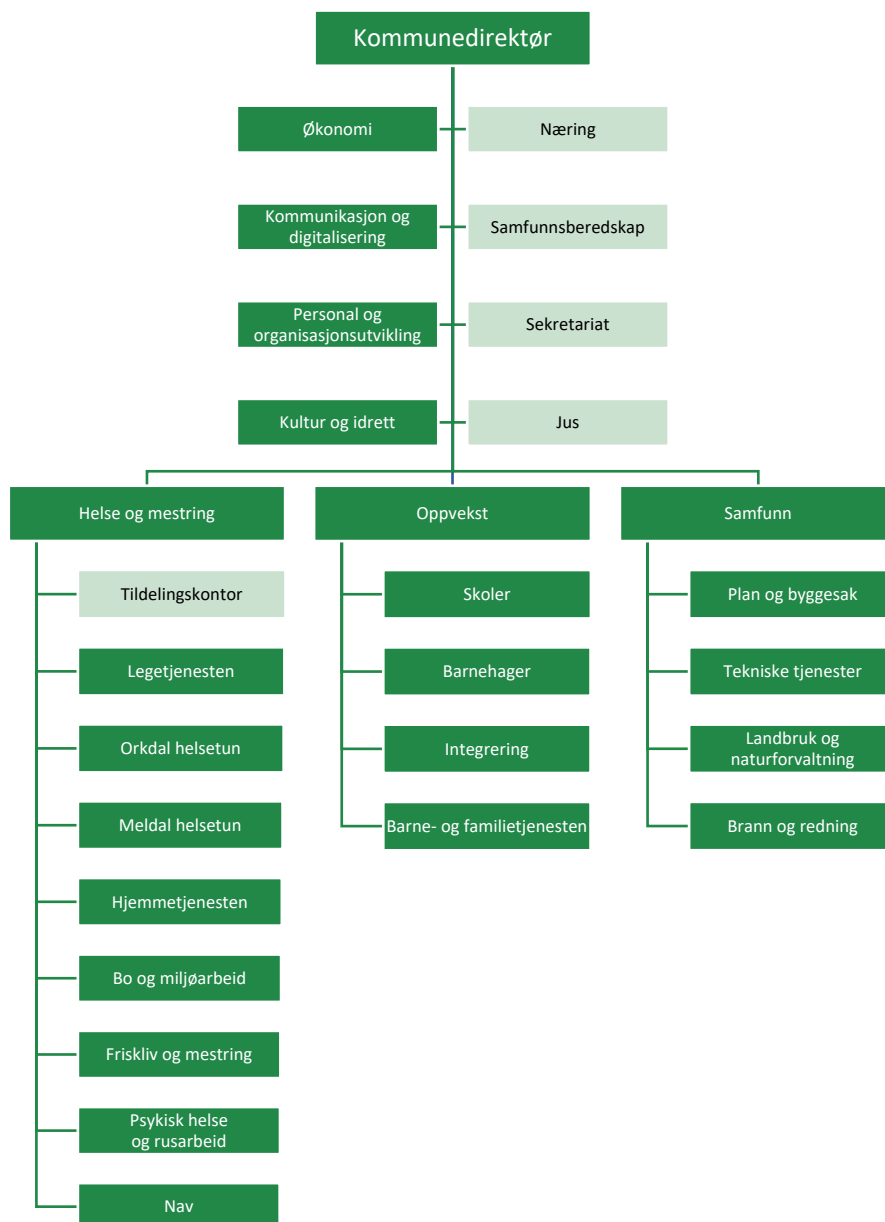 Kommunedirektør
Økonomi
Næring
Kommunikasjon og
digitalisering
Samfunnsberedskap
Personal og
organisasjonsutvikling
Sekretariat
Kultur og idrett
Jus
Helse og mestring
Oppvekst
Samfunn
Tildelingskontor
Legetjenesten
Orkdal helsetun
Meldal helsetun
Hjemmetjenesten
Bo og miljøarbeid
Friskliv og mestring
Psykisk helse
og rusarbeid
Nav
Skoler
Barnehager
Integrering
Barne- og familietjenesten
Plan og byggesak
Tekniske tjenester
Landbruk og
naturforvaltning
Brann og redning